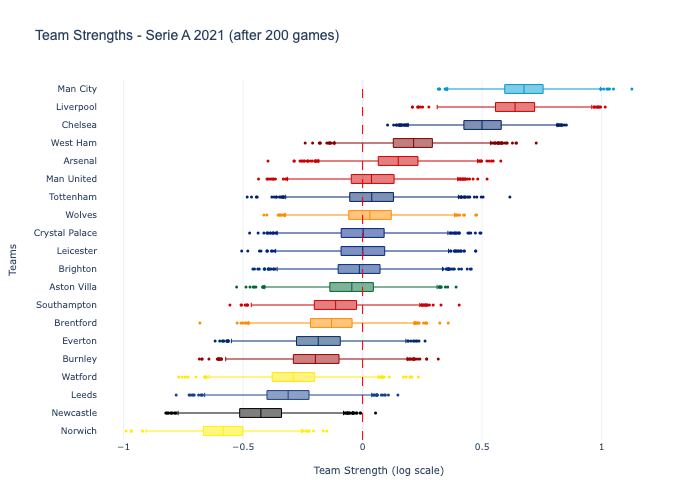 Team Strengths - Serie A 2021 (after 200 games)
Man City
Liverpool
Chelsea
West Ham
Arsenal
Man United
Tottenham
Wolves
Crystal Palace
Leicester
Brighton
Aston Villa
Southampton
Brentford
Everton
Burnley
Watford
Leeds
Newcastle
Norwich
Teams
−1
−0.5
0
0.5
1
Team Strength (log scale)